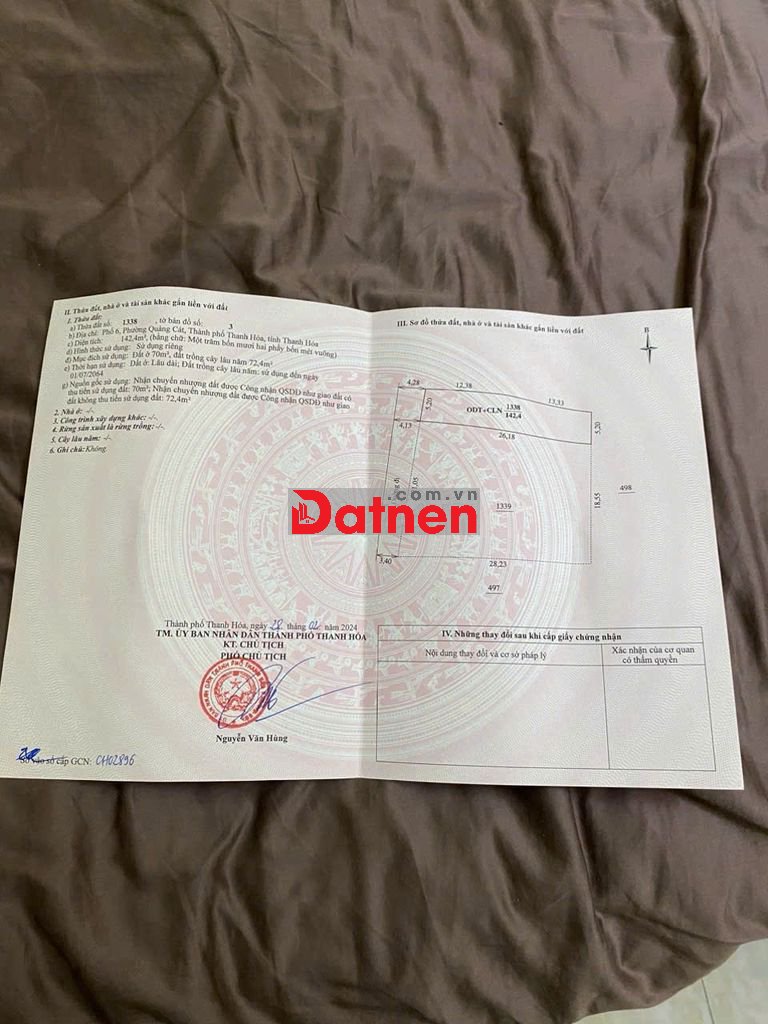 II. Thửa đất, nhà ở và tài sản khác gắn liền với đất
1. Thửa đất:
a) Thửa đất số: 1338 , tờ bản đồ số: 3
b) Địa chỉ: Phố 6, Phường Quảng Cát, Thành phố Thanh Hóa, tỉnh Thanh Hóa
c) Diện tích: 142,4m², (bằng chữ: Một trăm bốn mươi hai phẩy bốn mét vuông)
d) Hình thức sử dụng: Sử dụng riêng
đ) Mục đích sử dụng: Đất ở 70m², đất trồng cây lâu năm 72,4m²
e) Thời hạn sử dụng: Đất ở: Lâu dài; Đất trồng cây lâu năm: sử dụng đến ngày
01/07/2064
g) Nguồn gốc sử dụng: Nhận chuyển nhượng đất được Công nhận QSDĐ như giao đất có
thu tiền sử dụng đất: 70m²; Nhận chuyển nhượng đất được Công nhận QSDĐ như giao
đất không thu tiền sử dụng đất: 72,4m²
2. Nhà ở: -/-.
3. Công trình xây dựng khác: -/-.
4. Rừng sản xuất là rừng trồng: -/-.
5. Cây lâu năm: -/-
6. Ghi chú:Không.
Thành phố Thanh Hóa, ngày 28 tháng 02 năm 2024
TM. ỦY BAN NHÂN DÂN THÀNH PHỐ THANH HÓA
KT. CHỦ TỊCH
PHÓ CHỦ TỊCH
Nguyễn Văn Hùng
Số vào sổ cấp GCN: CH02896
III. Sơ đồ thửa đất, nhà ở và tài sản khác gắn liền với đất
B
4,28
12,38
13,33
5,20
ODT+CLN 1338
142,4
5,20
4,13
26,18
18,55
498
1339
3,40
28,23
497
.com.vn
Datnen
IV. Những thay đổi sau khi cấp giấy chứng nhận
Nội dung thay đổi và cơ sở pháp lý
Xác nhận của cơ quan
có thẩm quyền